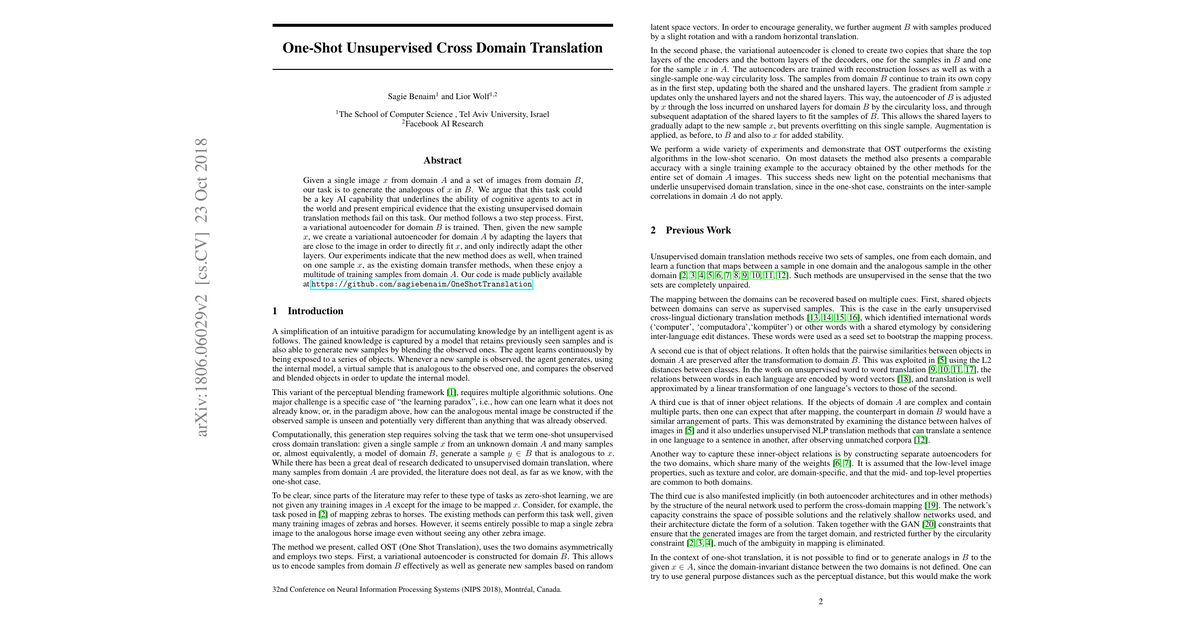 arXiv:1806.06029v2 [cs.CV] 23 Oct 2018
One-Shot Unsupervised Cross Domain Translation
Sagie Benaim1 and Lior Wolf1,2
1The School of Computer Science , Tel Aviv University, Israel
2Facebook AI Research
Abstract
Given a single image x from domain A and a set of images from domain B,
our task is to generate the analogous of x in B. We argue that this task could
be a key AI capability that underlines the ability of cognitive agents to act in
the world and present empirical evidence that the existing unsupervised domain
translation methods fail on this task. Our method follows a two step process. First,
a variational autoencoder for domain B is trained. Then, given the new sample
x, we create a variational autoencoder for domain A by adapting the layers that
are close to the image in order to directly fit x, and only indirectly adapt the other
layers. Our experiments indicate that the new method does as well, when trained
on one sample x, as the existing domain transfer methods, when these enjoy a
multitude of training samples from domain A. Our code is made publicly available
at https://github.com/sagiebenaim/OneShotTranslation.
1 Introduction
A simplification of an intuitive paradigm for accumulating knowledge by an intelligent agent is as
follows. The gained knowledge is captured by a model that retains previously seen samples and is
also able to generate new samples by blending the observed ones. The agent learns continuously by
being exposed to a series of objects. Whenever a new sample is observed, the agent generates, using
the internal model, a virtual sample that is analogous to the observed one, and compares the observed
and blended objects in order to update the internal model.
This variant of the perceptual blending framework [1], requires multiple algorithmic solutions. One
major challenge is a specific case of "the learning paradox", i.e., how can one learn what it does not
already know, or, in the paradigm above, how can the analogous mental image be constructed if the
observed sample is unseen and potentially very different than anything that was already observed.
Computationally, this generation step requires solving the task that we term one-shot unsupervised
cross domain translation: given a single sample x from an unknown domain A and many samples
or, almost equivalently, a model of domain B, generate a sample y ∈ B that is analogous to x.
While there has been a great deal of research dedicated to unsupervised domain translation, where
many samples from domain A are provided, the literature does not deal, as far as we know, with the
one-shot case.
To be clear, since parts of the literature may refer to these type of tasks as zero-shot learning, we are
not given any training images in A except for the image to be mapped x. Consider, for example, the
task posed in [2] of mapping zebras to horses. The existing methods can perform this task well, given
many training images of zebras and horses. However, it seems entirely possible to map a single zebra
image to the analogous horse image even without seeing any other zebra image.
The method we present, called OST (One Shot Translation), uses the two domains asymmetrically
and employs two steps. First, a variational autoencoder is constructed for domain B. This allows
us to encode samples from domain B effectively as well as generate new samples based on random
32nd Conference on Neural Information Processing Systems (NIPS 2018), Montréal, Canada.
latent space vectors. In order to encourage generality, we further augment B with samples produced
by a slight rotation and with a random horizontal translation.
In the second phase, the variational autoencoder is cloned to create two copies that share the top
layers of the encoders and the bottom layers of the decoders, one for the samples in B and one
for the sample x in A. The autoencoders are trained with reconstruction losses as well as with a
single-sample one-way circularity loss. The samples from domain B continue to train its own copy
as in the first step, updating both the shared and the unshared layers. The gradient from sample x
updates only the unshared layers and not the shared layers. This way, the autoencoder of B is adjusted
by x through the loss incurred on unshared layers for domain B by the circularity loss, and through
subsequent adaptation of the shared layers to fit the samples of B. This allows the shared layers to
gradually adapt to the new sample x, but prevents overfitting on this single sample. Augmentation is
applied, as before, to B and also to x for added stability.
We perform a wide variety of experiments and demonstrate that OST outperforms the existing
algorithms in the low-shot scenario. On most datasets the method also presents a comparable
accuracy with a single training example to the accuracy obtained by the other methods for the
entire set of domain A images. This success sheds new light on the potential mechanisms that
underlie unsupervised domain translation, since in the one-shot case, constraints on the inter-sample
correlations in domain A do not apply.
2 Previous Work
Unsupervised domain translation methods receive two sets of samples, one from each domain, and
learn a function that maps between a sample in one domain and the analogous sample in the other
domain [2, 3, 4, 5, 6, 7, 8, 9, 10, 11, 12]. Such methods are unsupervised in the sense that the two
sets are completely unpaired.
The mapping between the domains can be recovered based on multiple cues. First, shared objects
between domains can serve as supervised samples. This is the case in the early unsupervised
cross-lingual dictionary translation methods [13, 14, 15, 16], which identified international words
('computer', 'computadora','kompüter') or other words with a shared etymology by considering
inter-language edit distances. These words were used as a seed set to bootstrap the mapping process.
A second cue is that of object relations. It often holds that the pairwise similarities between objects in
domain A are preserved after the transformation to domain B. This was exploited in [5] using the L2
distances between classes. In the work on unsupervised word to word translation [9, 10, 11, 17], the
relations between words in each language are encoded by word vectors [18], and translation is well
approximated by a linear transformation of one language's vectors to those of the second.
A third cue is that of inner object relations. If the objects of domain A are complex and contain
multiple parts, then one can expect that after mapping, the counterpart in domain B would have a
similar arrangement of parts. This was demonstrated by examining the distance between halves of
images in [5] and it also underlies unsupervised NLP translation methods that can translate a sentence
in one language to a sentence in another, after observing unmatched corpora [12].
Another way to capture these inner-object relations is by constructing separate autoencoders for
the two domains, which share many of the weights [6, 7]. It is assumed that the low-level image
properties, such as texture and color, are domain-specific, and that the mid- and top-level properties
are common to both domains.
The third cue is also manifested implicitly (in both autoencoder architectures and in other methods)
by the structure of the neural network used to perform the cross-domain mapping [19]. The network's
capacity constrains the space of possible solutions and the relatively shallow networks used, and
their architecture dictate the form of a solution. Taken together with the GAN [20] constraints that
ensure that the generated images are from the target domain, and restricted further by the circularity
constraint [2, 3, 4], much of the ambiguity in mapping is eliminated.
In the context of one-shot translation, it is not possible to find or to generate analogs in B to the
given x ∈ A, since the domain-invariant distance between the two domains is not defined. One can
try to use general purpose distances such as the perceptual distance, but this would make the work
2